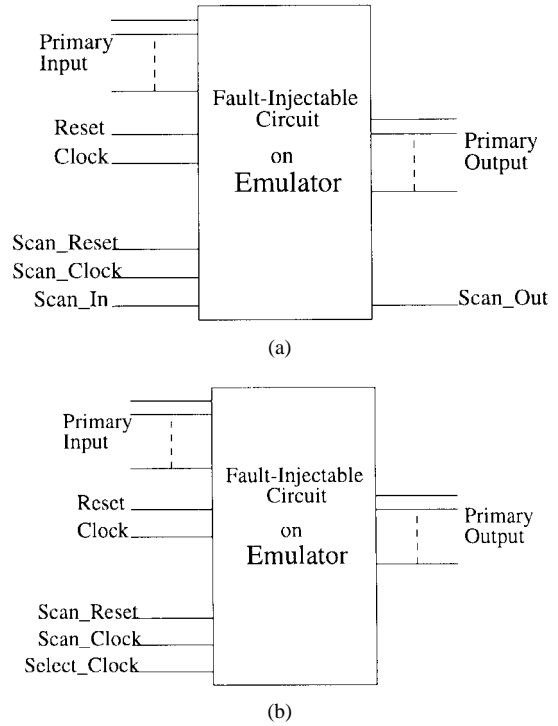 Primary
Input
Reset
Clock
Scan_Reset
Scan_Clock
Scan_In
Fault-Injectable
Circuit
on
Emulator
Primary
Output
Scan_Out
(a)
Primary
Input
Reset
Clock
Scan_Reset
Scan_Clock
Select_Clock
Fault-Injectable
Circuit
on
Emulator
Primary
Output
(b)